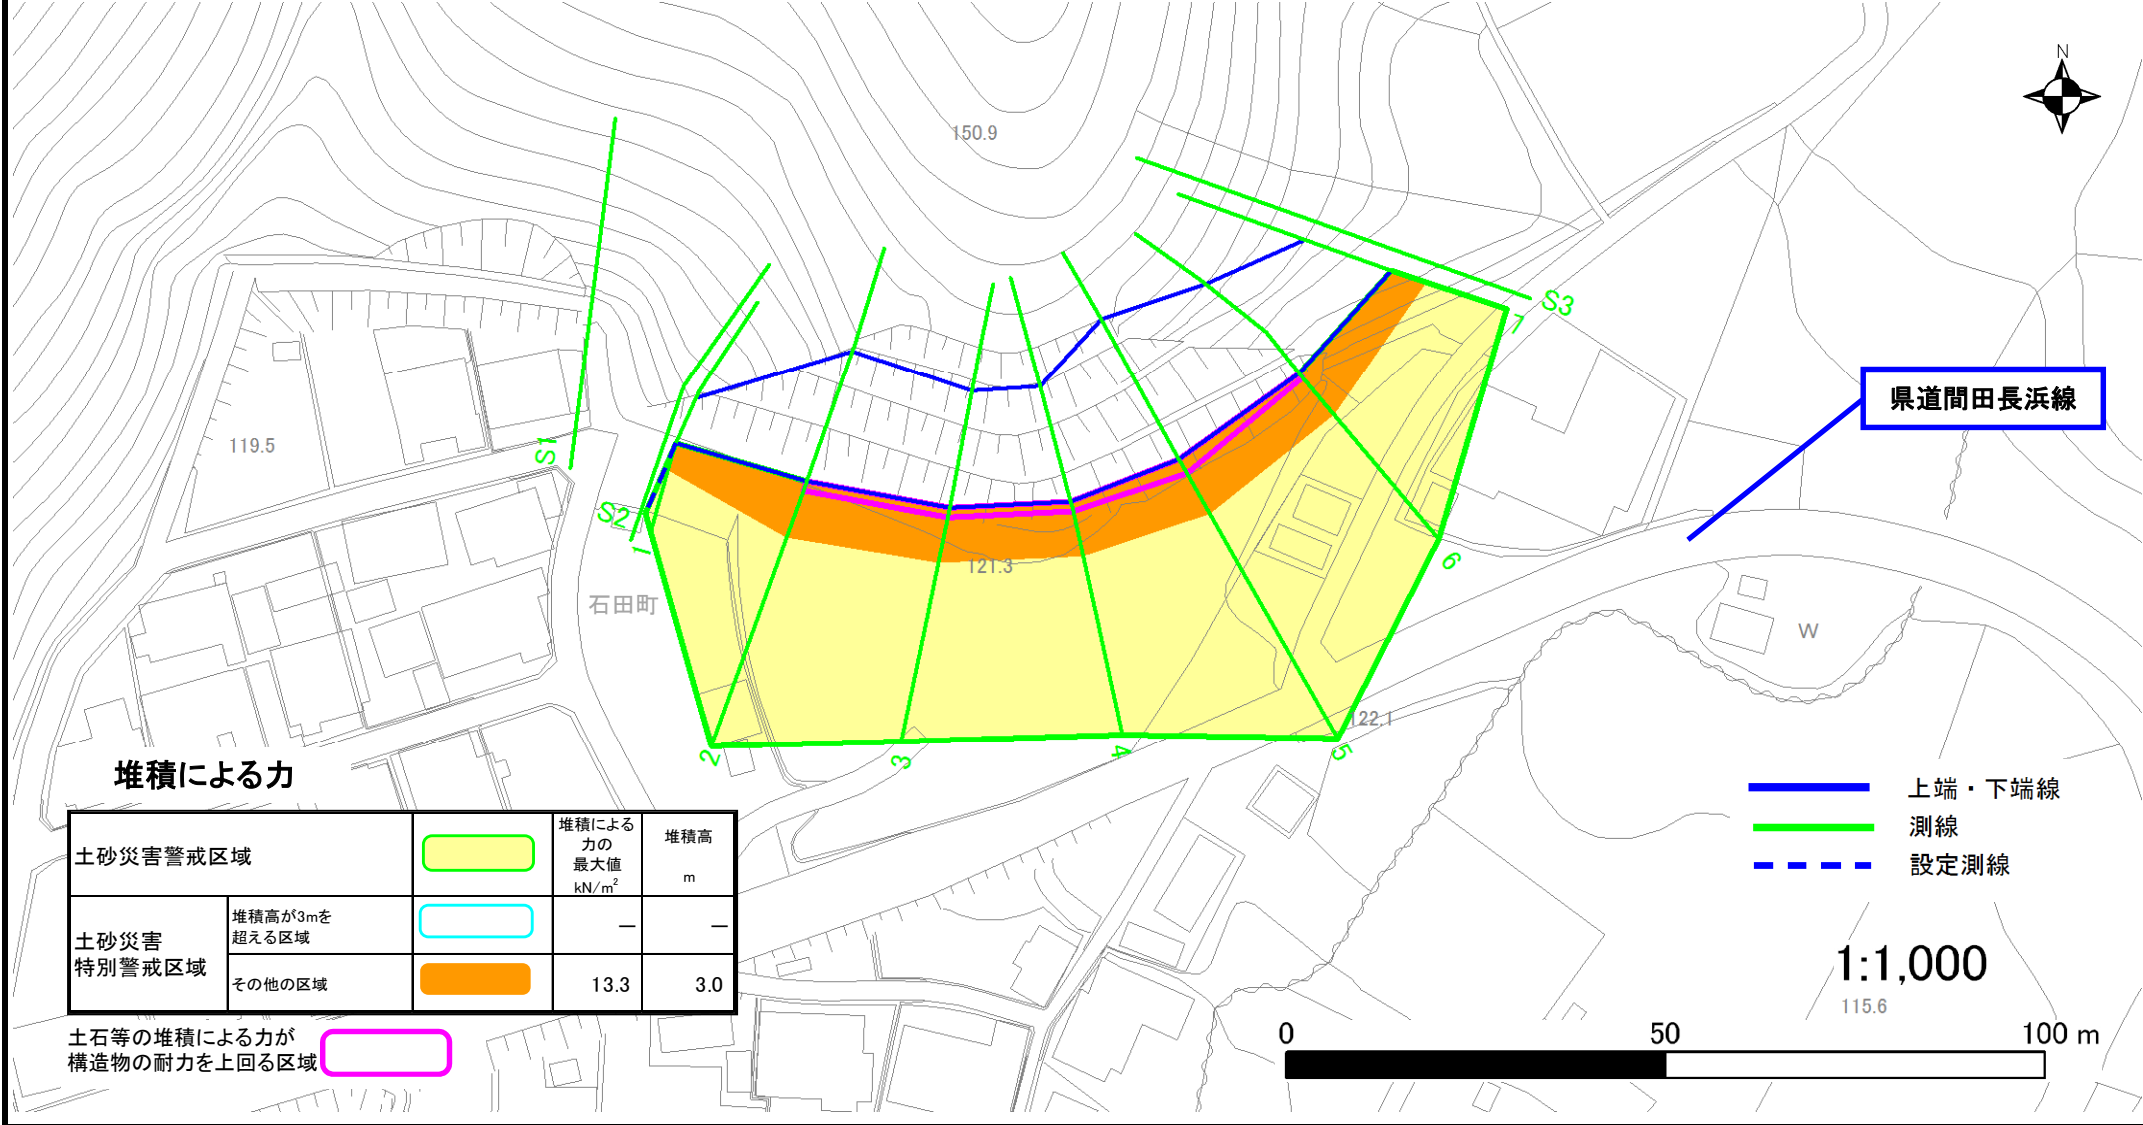 N
150.9
S3
7
県道間田長浜線
119.5
S1
S2
1
121.3
6
石田町
W
122.1
2
3
4
5
堆積による力
土砂災害警戒区域
堆積による
力の
最大値
kN/m²
堆積高
m
土砂災害
特別警戒区域
堆積高が3mを
超える区域
—
—
その他の区域
13.3
3.0
土石等の堆積による力が
構造物の耐力を上回る区域
上端・下端線
測線
設定測線
1:1,000
115.6
0
50
100 m